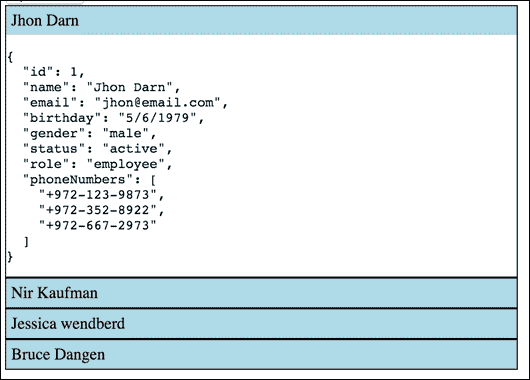 Jhon Darn
{
"id": 1,
"name": "Jhon Darn",
"email": "jhon@email.com",
"birthday": "5/6/1979",
"gender": "male",
"status": "active",
"role": "employee",
"phoneNumbers": [
"+972-123-9873",
"+972-352-8922",
"+972-667-2973"
]
}
Nir Kaufman
Jessica wendberd
Bruce Dangen